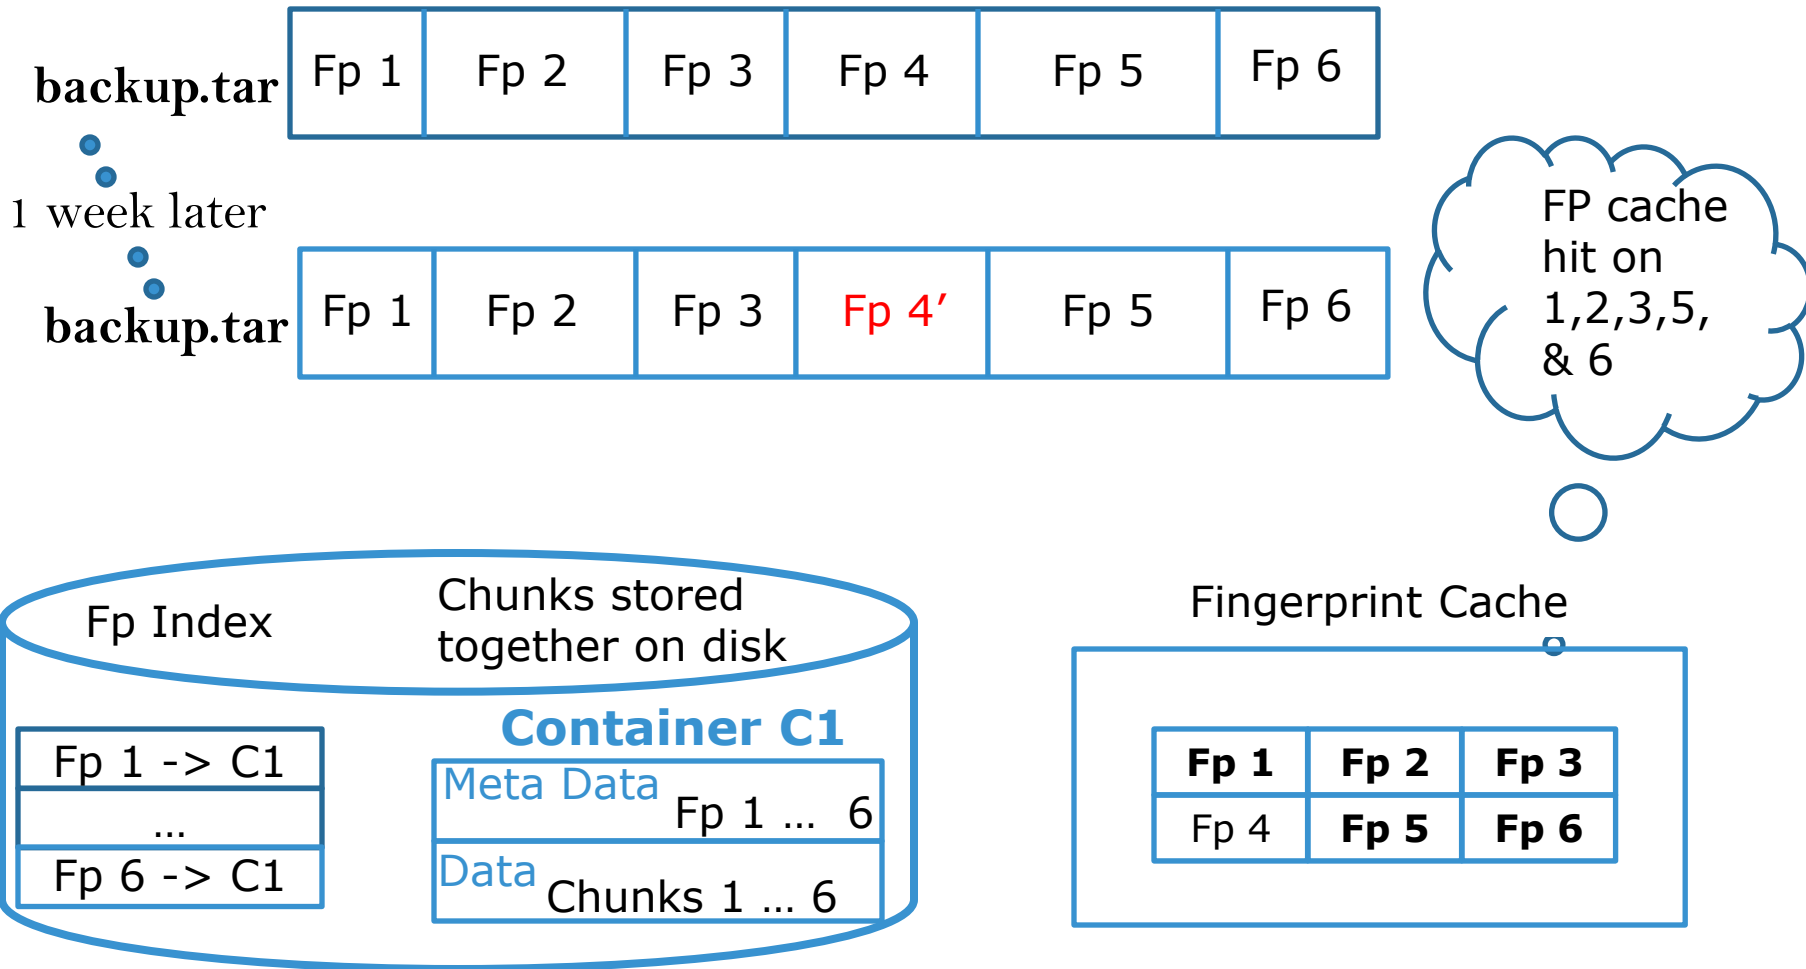 backup.tar
Fp 1 Fp 2 Fp 3 Fp 4 Fp 5 Fp 6
1 week later
backup.tar
Fp 1 Fp 2 Fp 3 Fp 4’ Fp 5 Fp 6
FP cache
hit on
1,2,3,5,
& 6
Fp Index
Chunks stored
together on disk
Fp 1 -> C1
…
Fp 6 -> C1
Container C1
Meta Data
Fp 1 … 6
Data
Chunks 1 … 6
Fingerprint Cache
Fp 1 Fp 2 Fp 3
Fp 4 Fp 5 Fp 6